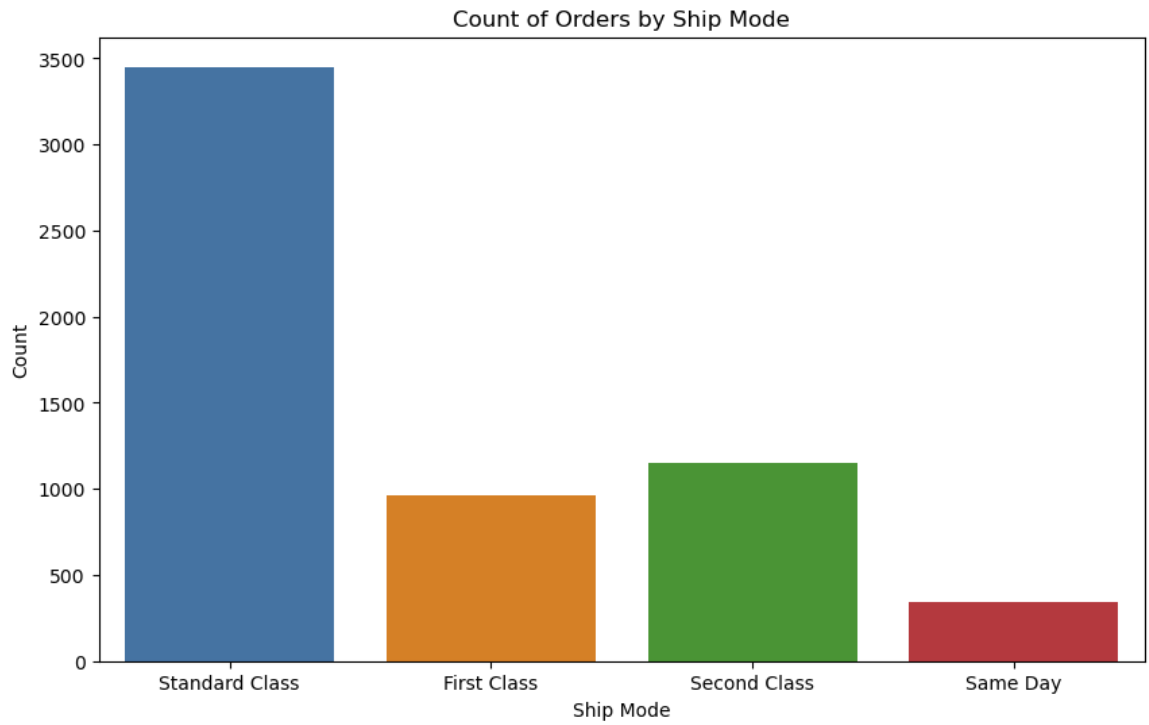 Count of Orders by Ship Mode
3500
3000
2500
2000
1500
1000
500
0
Count
Standard Class
First Class
Second Class
Same Day
Ship Mode